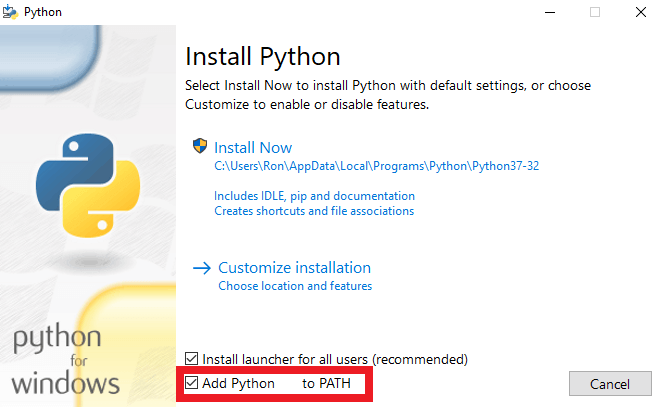 Python
Install Python
Select Install Now to install Python with default settings, or choose
Customize to enable or disable features.
Install Now
C:\Users\Ron\AppData\Local\Programs\Python\Python37-32
Includes IDLE, pip and documentation
Creates shortcuts and file associations
Customize installation
Choose location and features
python
for
windows
Install launcher for all users (recommended)
Add Python to PATH
Cancel